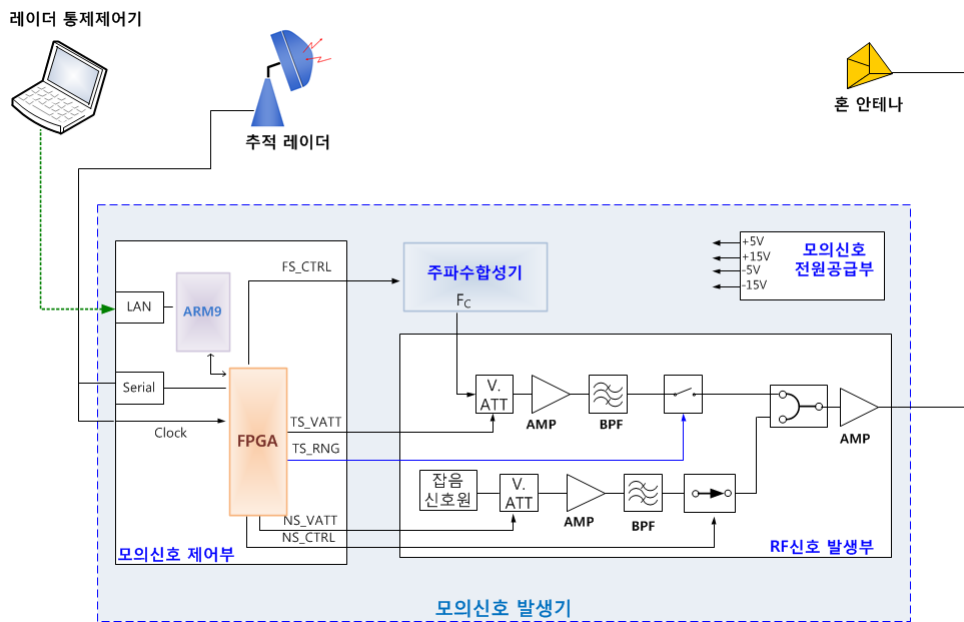 레이더 통제제어기
추적 레이더
혼 안테나
FS_CTRL
주파수합성기
FC
+5V
+15V
-5V
-15V
모의신호
전원공급부
LAN
ARM9
Serial
Clock
FPGA
TS_VATT
TS_RNG
NS_VATT
NS_CTRL
모의신호 제어부
V.
ATT
AMP
BPF
AMP
잡음
신호원
V.
ATT
AMP
BPF
RF신호 발생부
모의신호 발생기